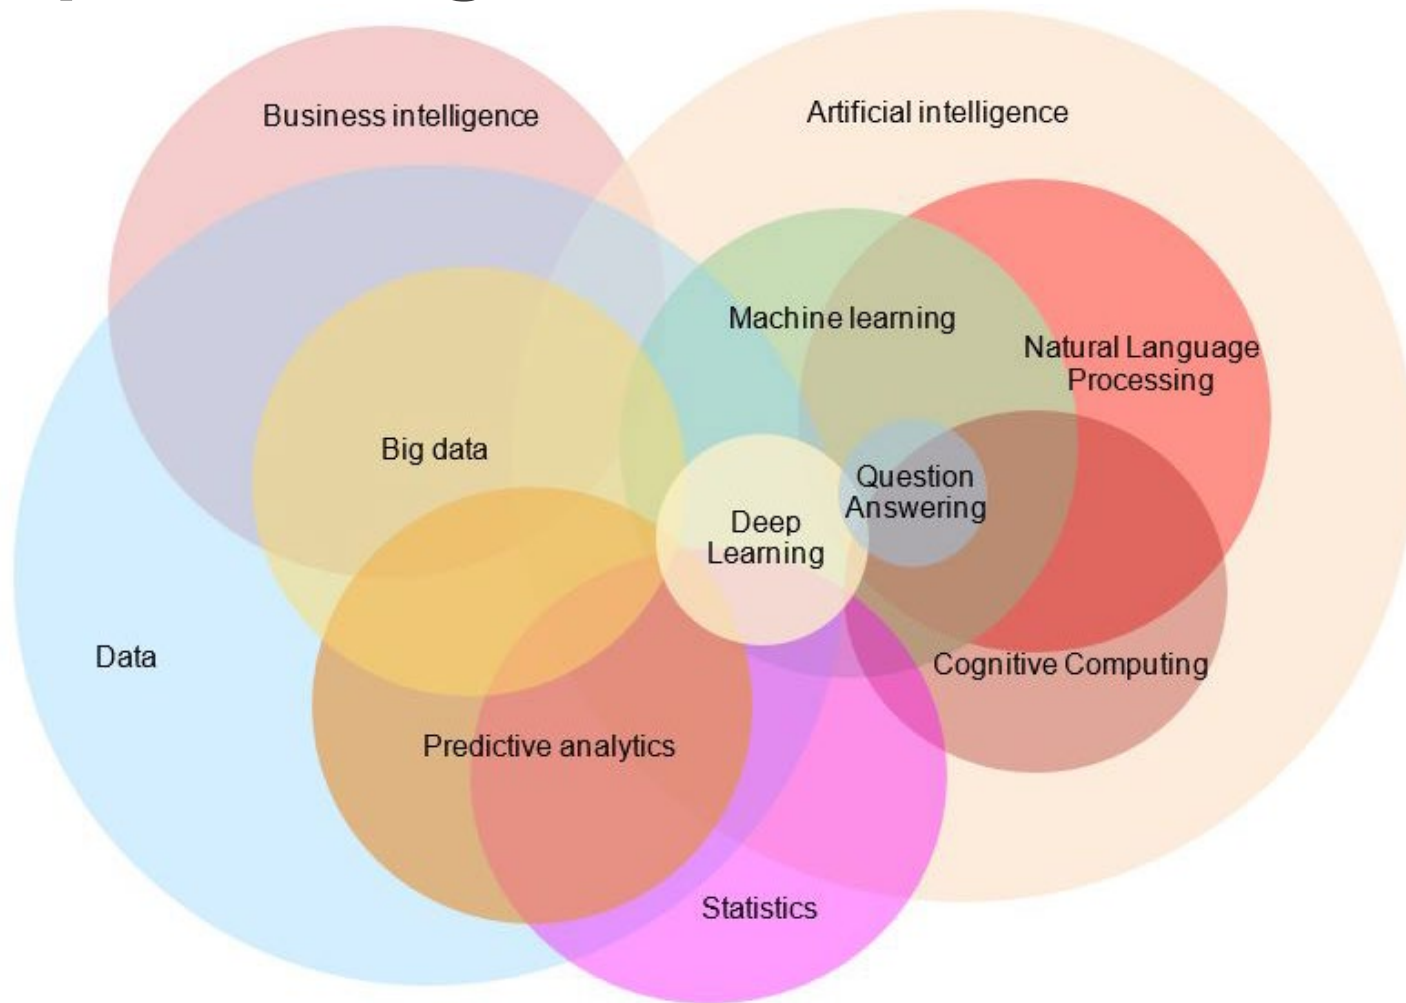 Business intelligence
Artificial intelligence
Machine learning
Natural Language
Processing
Big data
Question
Answering
Deep
Learning
Data
Cognitive Computing
Predictive analytics
Statistics